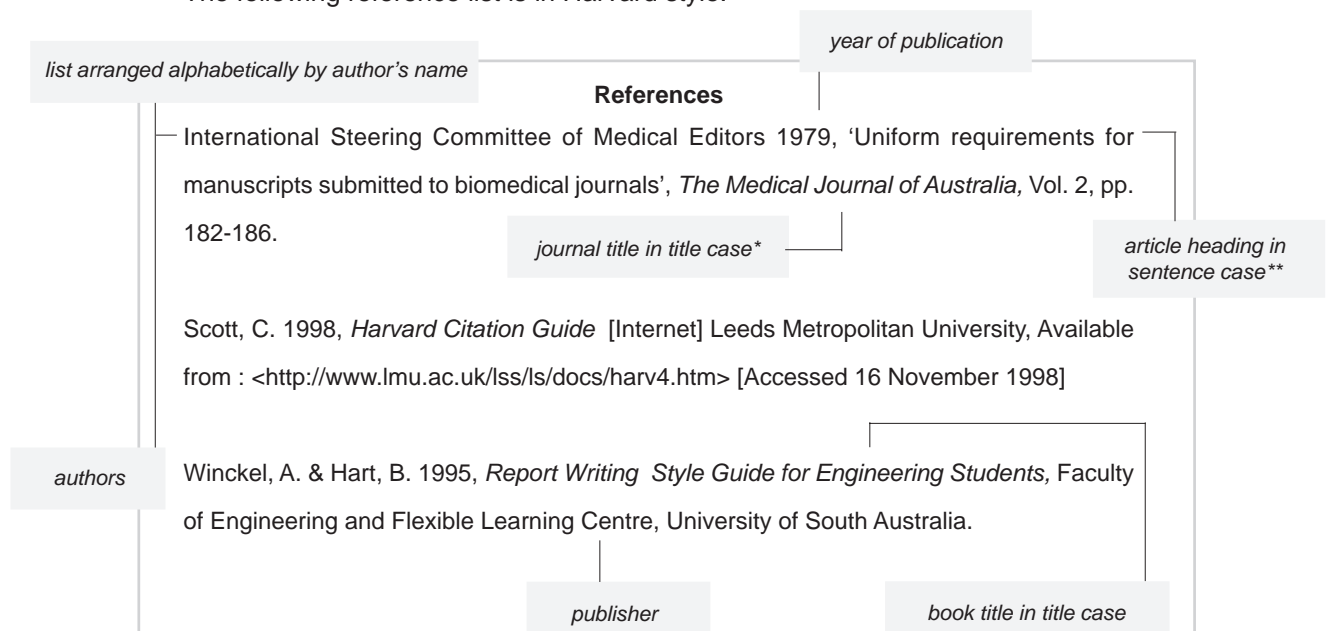 The following reference list is in Harvard style.
year of publication
list arranged alphabetically by author's name
References
International Steering Committee of Medical Editors 1979, ‘Uniform requirements for
manuscripts submitted to biomedical journals’, The Medical Journal of Australia, Vol. 2, pp.
182-186.
journal title in title case*
article heading in
sentence case**
Scott, C. 1998, Harvard Citation Guide [Internet] Leeds Metropolitan University, Available
from : <http://www.lmu.ac.uk/lss/ls/docs/harv4.htm> [Accessed 16 November 1998]
authors
Winckel, A. & Hart, B. 1995, Report Writing Style Guide for Engineering Students, Faculty
of Engineering and Flexible Learning Centre, University of South Australia.
publisher
book title in title case